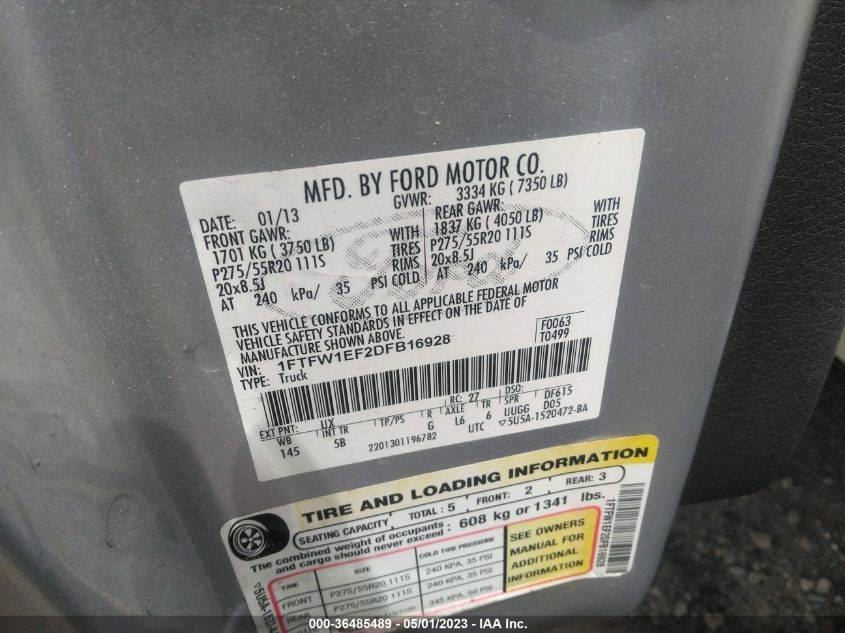 MFD. BY FORD MOTOR CO.
DATE: 01/13 GVWR: 3334 KG ( 7350 LB)
FRONT GAWR: REAR GAWR:
1701 KG ( 3750 LB) WITH 1837 KG ( 4050 LB) WITH
P275/55R20 111S TIRES P275/55R20 111S TIRES
20x8.5J RIMS 20x8.5J RIMS
AT 240 kPa/ 35 PSI COLD AT 240 kPa/ 35 PSI COLD
THIS VEHICLE CONFORMS TO ALL APPLICABLE FEDERAL MOTOR
VEHICLE SAFETY STANDARDS IN EFFECT ON THE DATE OF
MANUFACTURE SHOWN ABOVE.
VIN: 1FTFW1EF2DFB16928 F0063
TYPE: Truck T0499
EXT PNT: UX RC: 27 DSO: DF615
WB INT TR TP/PS R AXLE TR SPR D05
145 5B G L6 6 UUGG
2201301196782 UTC ▽5U5A-1520472-BA
TIRE AND LOADING INFORMATION
SEATING CAPACITY TOTAL : 5 FRONT: 2 REAR: 3
The combined weight of occupants and cargo should never exceed : 608 kg or 1341 lbs.
TIRE SIZE COLD TIRE PRESSURE
FRONT P275/55R20 111S 240 KPA, 35 PSI
REAR P275/55R20 111S 240 KPA, 35 PSI
345 KPA, 50 PSI
SEE OWNERS
MANUAL FOR
ADDITIONAL
INFORMATION
1FTFW1EF2DFB16928
000-36485489 - 05/01/2023 - IAA Inc.